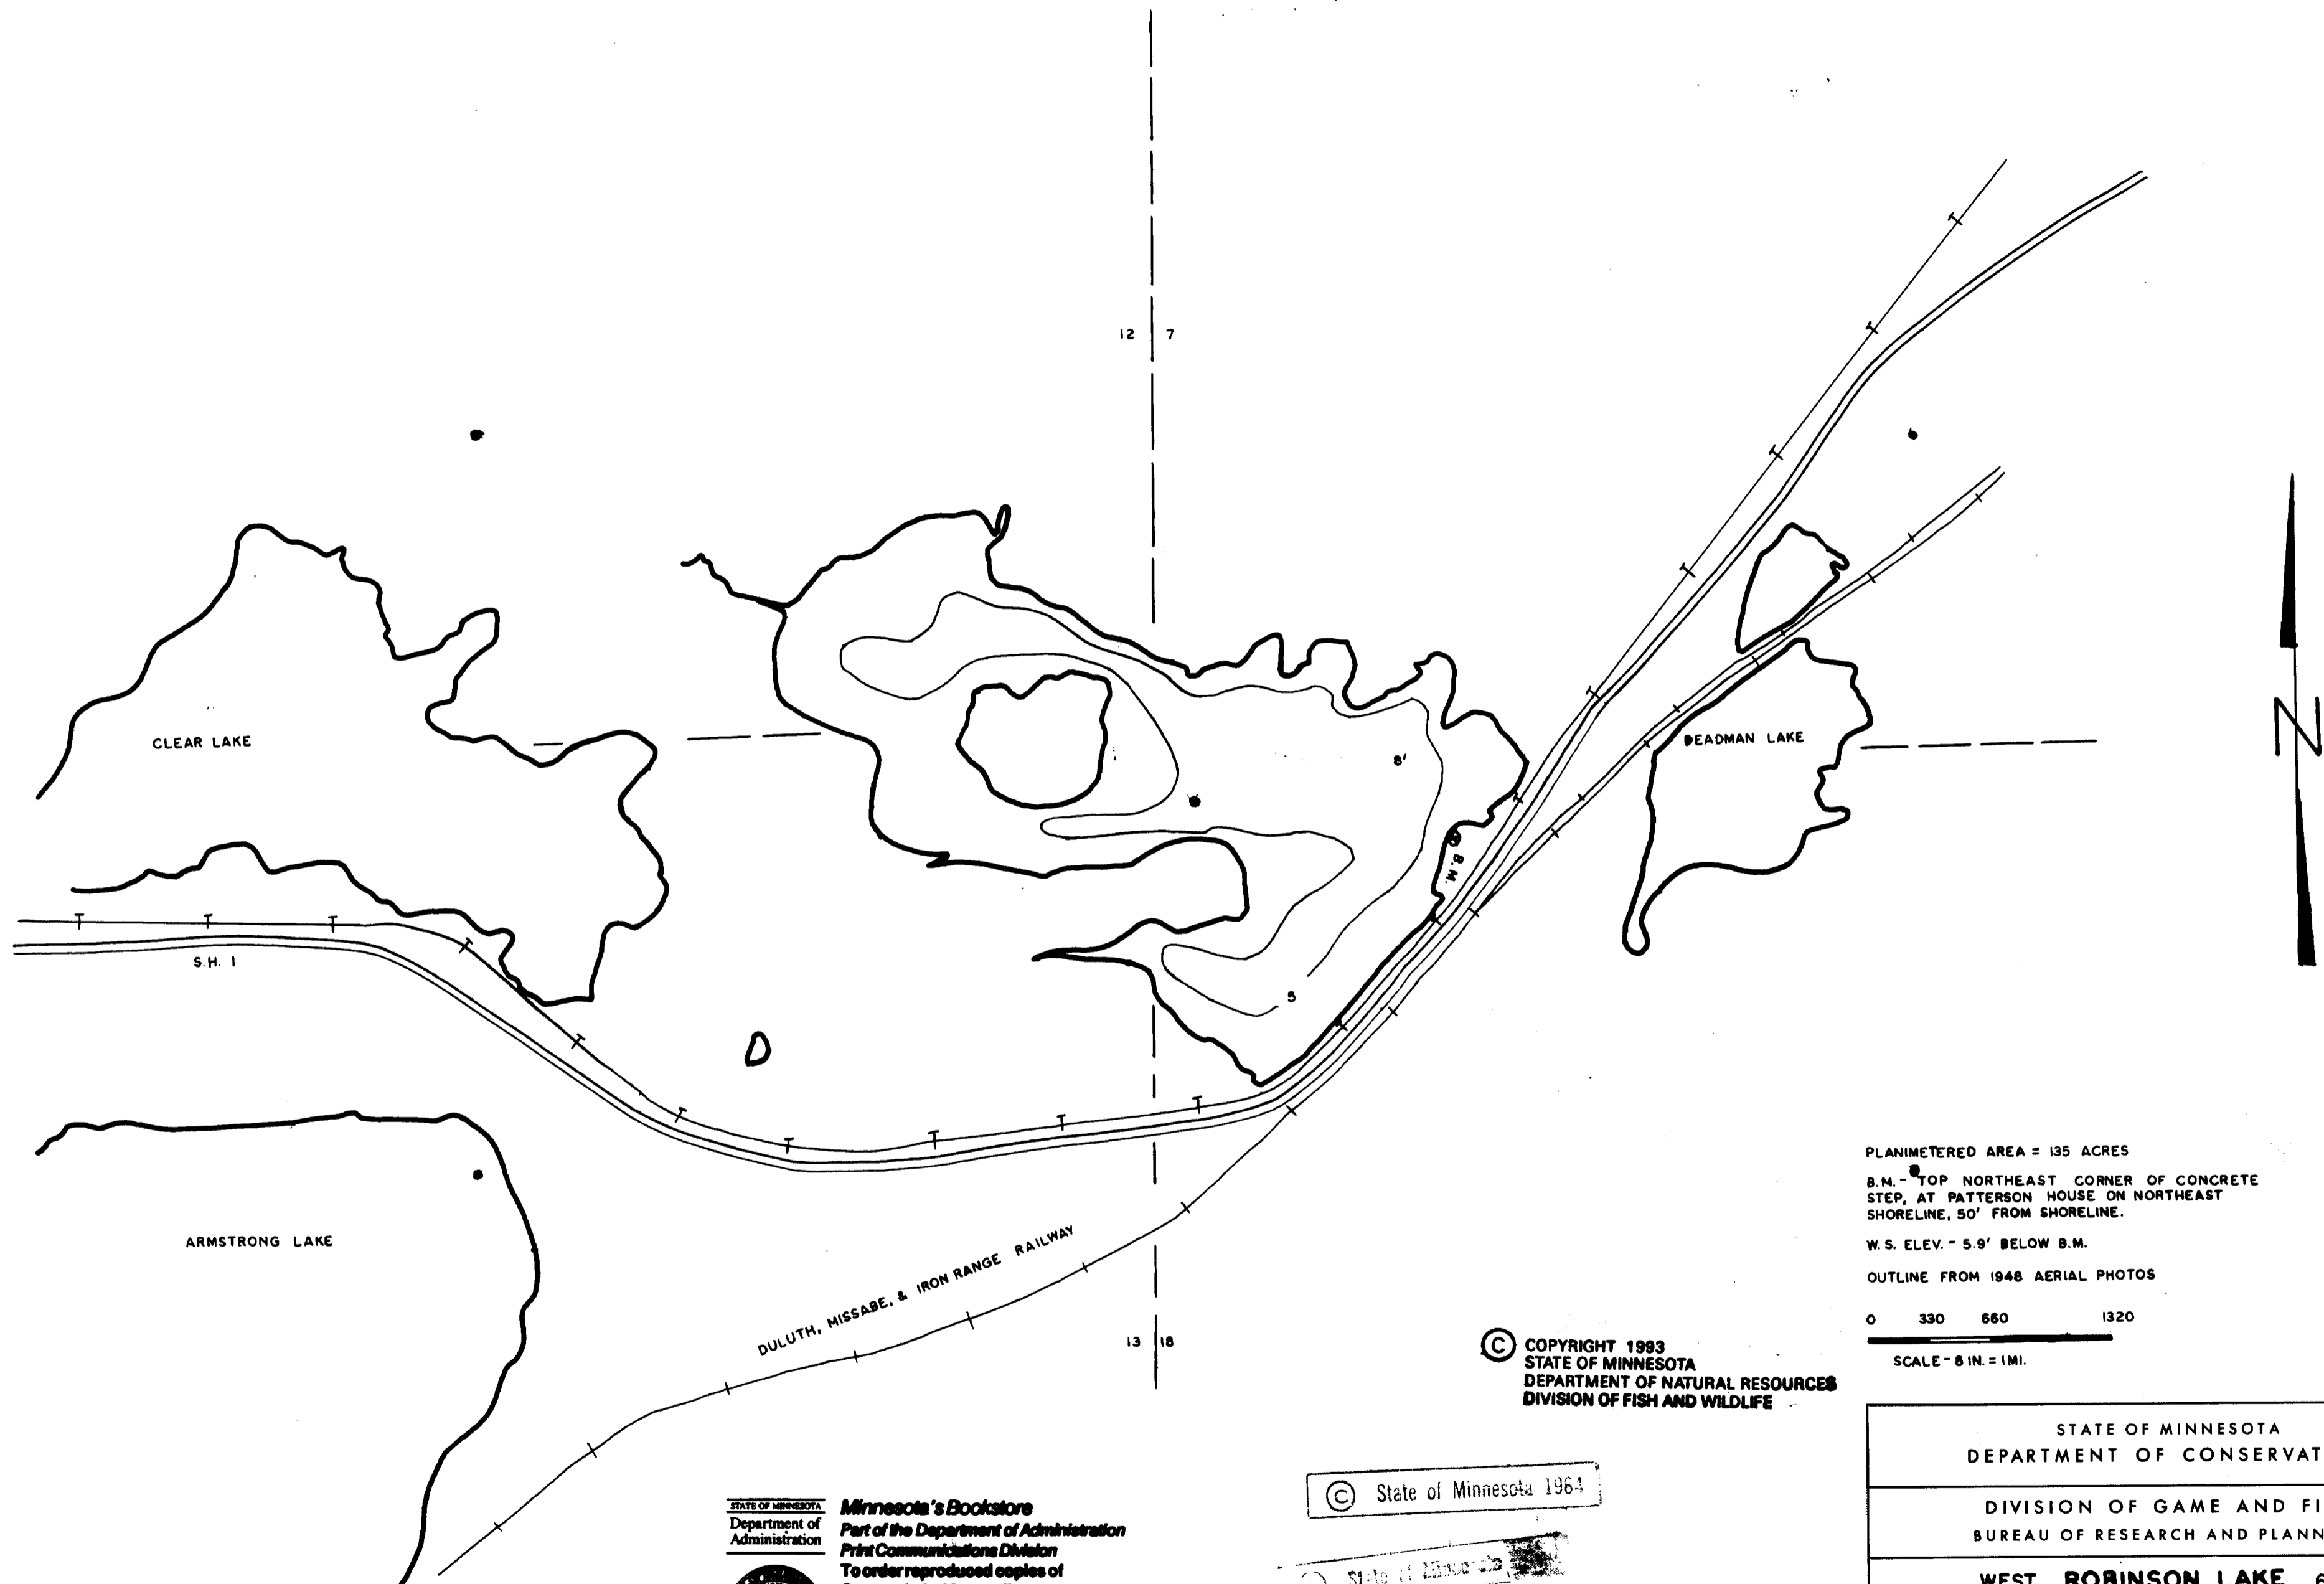 12 7
CLEAR LAKE
DEADMAN LAKE
8'
B.M.
S.H. 1
5
N
ARMSTRONG LAKE
DULUTH, MISSABE, & IRON RANGE RAILWAY
13 18
PLANIMETERED AREA = 135 ACRES
B.M.- TOP NORTHEAST CORNER OF CONCRETE
STEP, AT PATTERSON HOUSE ON NORTHEAST
SHORELINE, 50' FROM SHORELINE.
W.S. ELEV. - 5.9' BELOW B.M.
OUTLINE FROM 1948 AERIAL PHOTOS
0 330 660 1320
SCALE - 8 IN. = 1 MI.
© COPYRIGHT 1993
STATE OF MINNESOTA
DEPARTMENT OF NATURAL RESOURCES
DIVISION OF FISH AND WILDLIFE
© State of Minnesota 1964
STATE OF MINNESOTA
Department of
Administration
Minnesota's Bookstore
Part of the Department of Administration
Print Communications Division
To order reproduced copies of
STATE OF MINNESOTA
DEPARTMENT OF CONSERVAT
DIVISION OF GAME AND FI
BUREAU OF RESEARCH AND PLANN
WEST ROBINSON LAKE